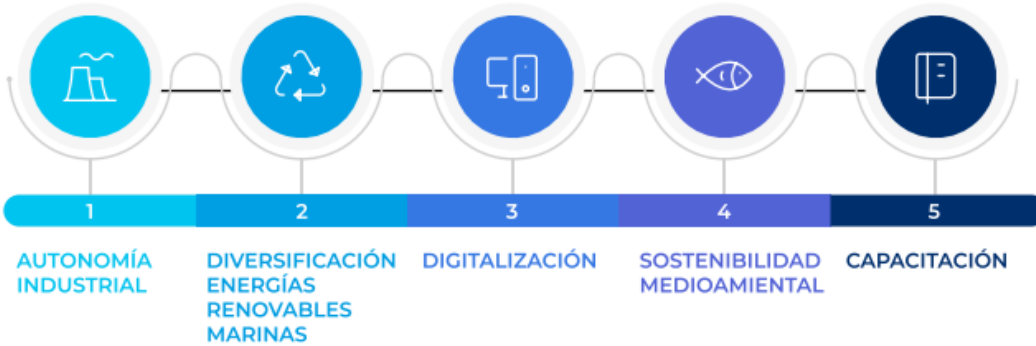 1
2
3
4
5
AUTONOMÍA
INDUSTRIAL
DIVERSIFICACIÓN
ENERGÍAS
RENOVABLES
MARINAS
DIGITALIZACIÓN
SOSTENIBILIDAD
MEDIOAMIENTAL
CAPACITACIÓN